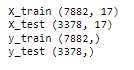 X_train (7882, 17)
X_test (3378, 17)
y_train (7882,)
y_test (3378,)